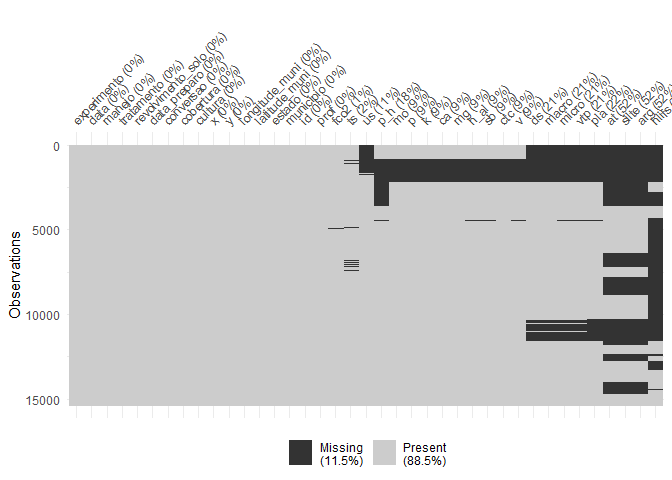 experimento (0%)
data (0%)
manejo (0%)
tratamento (0%)
revolvimento_solo (0%)
data_preparo (0%)
conversao (0%)
cobertura (0%)
cultura (0%)
x (0%)
y (0%)
longitude_muni (0%)
latitude_muni (0%)
estado (0%)
municipio (0%)
id (0%)
prof (0%)
fco2
ts (2%)
us (11%)
p_h (18%)
mo (9%)
p (9%)
k (9%)
ca (9%)
mg (9%)
h_al (9%)
sb (9%)
ctc (9%)
v (9%)
ds (21%)
macro (21%)
micro (21%)
vtp (21%)
pla (22%)
at (52%)
silte (52%)
arg (52%)
hlifs
0
5000
10000
15000
Observations
Missing
(11.5%)
Present
(88.5%)